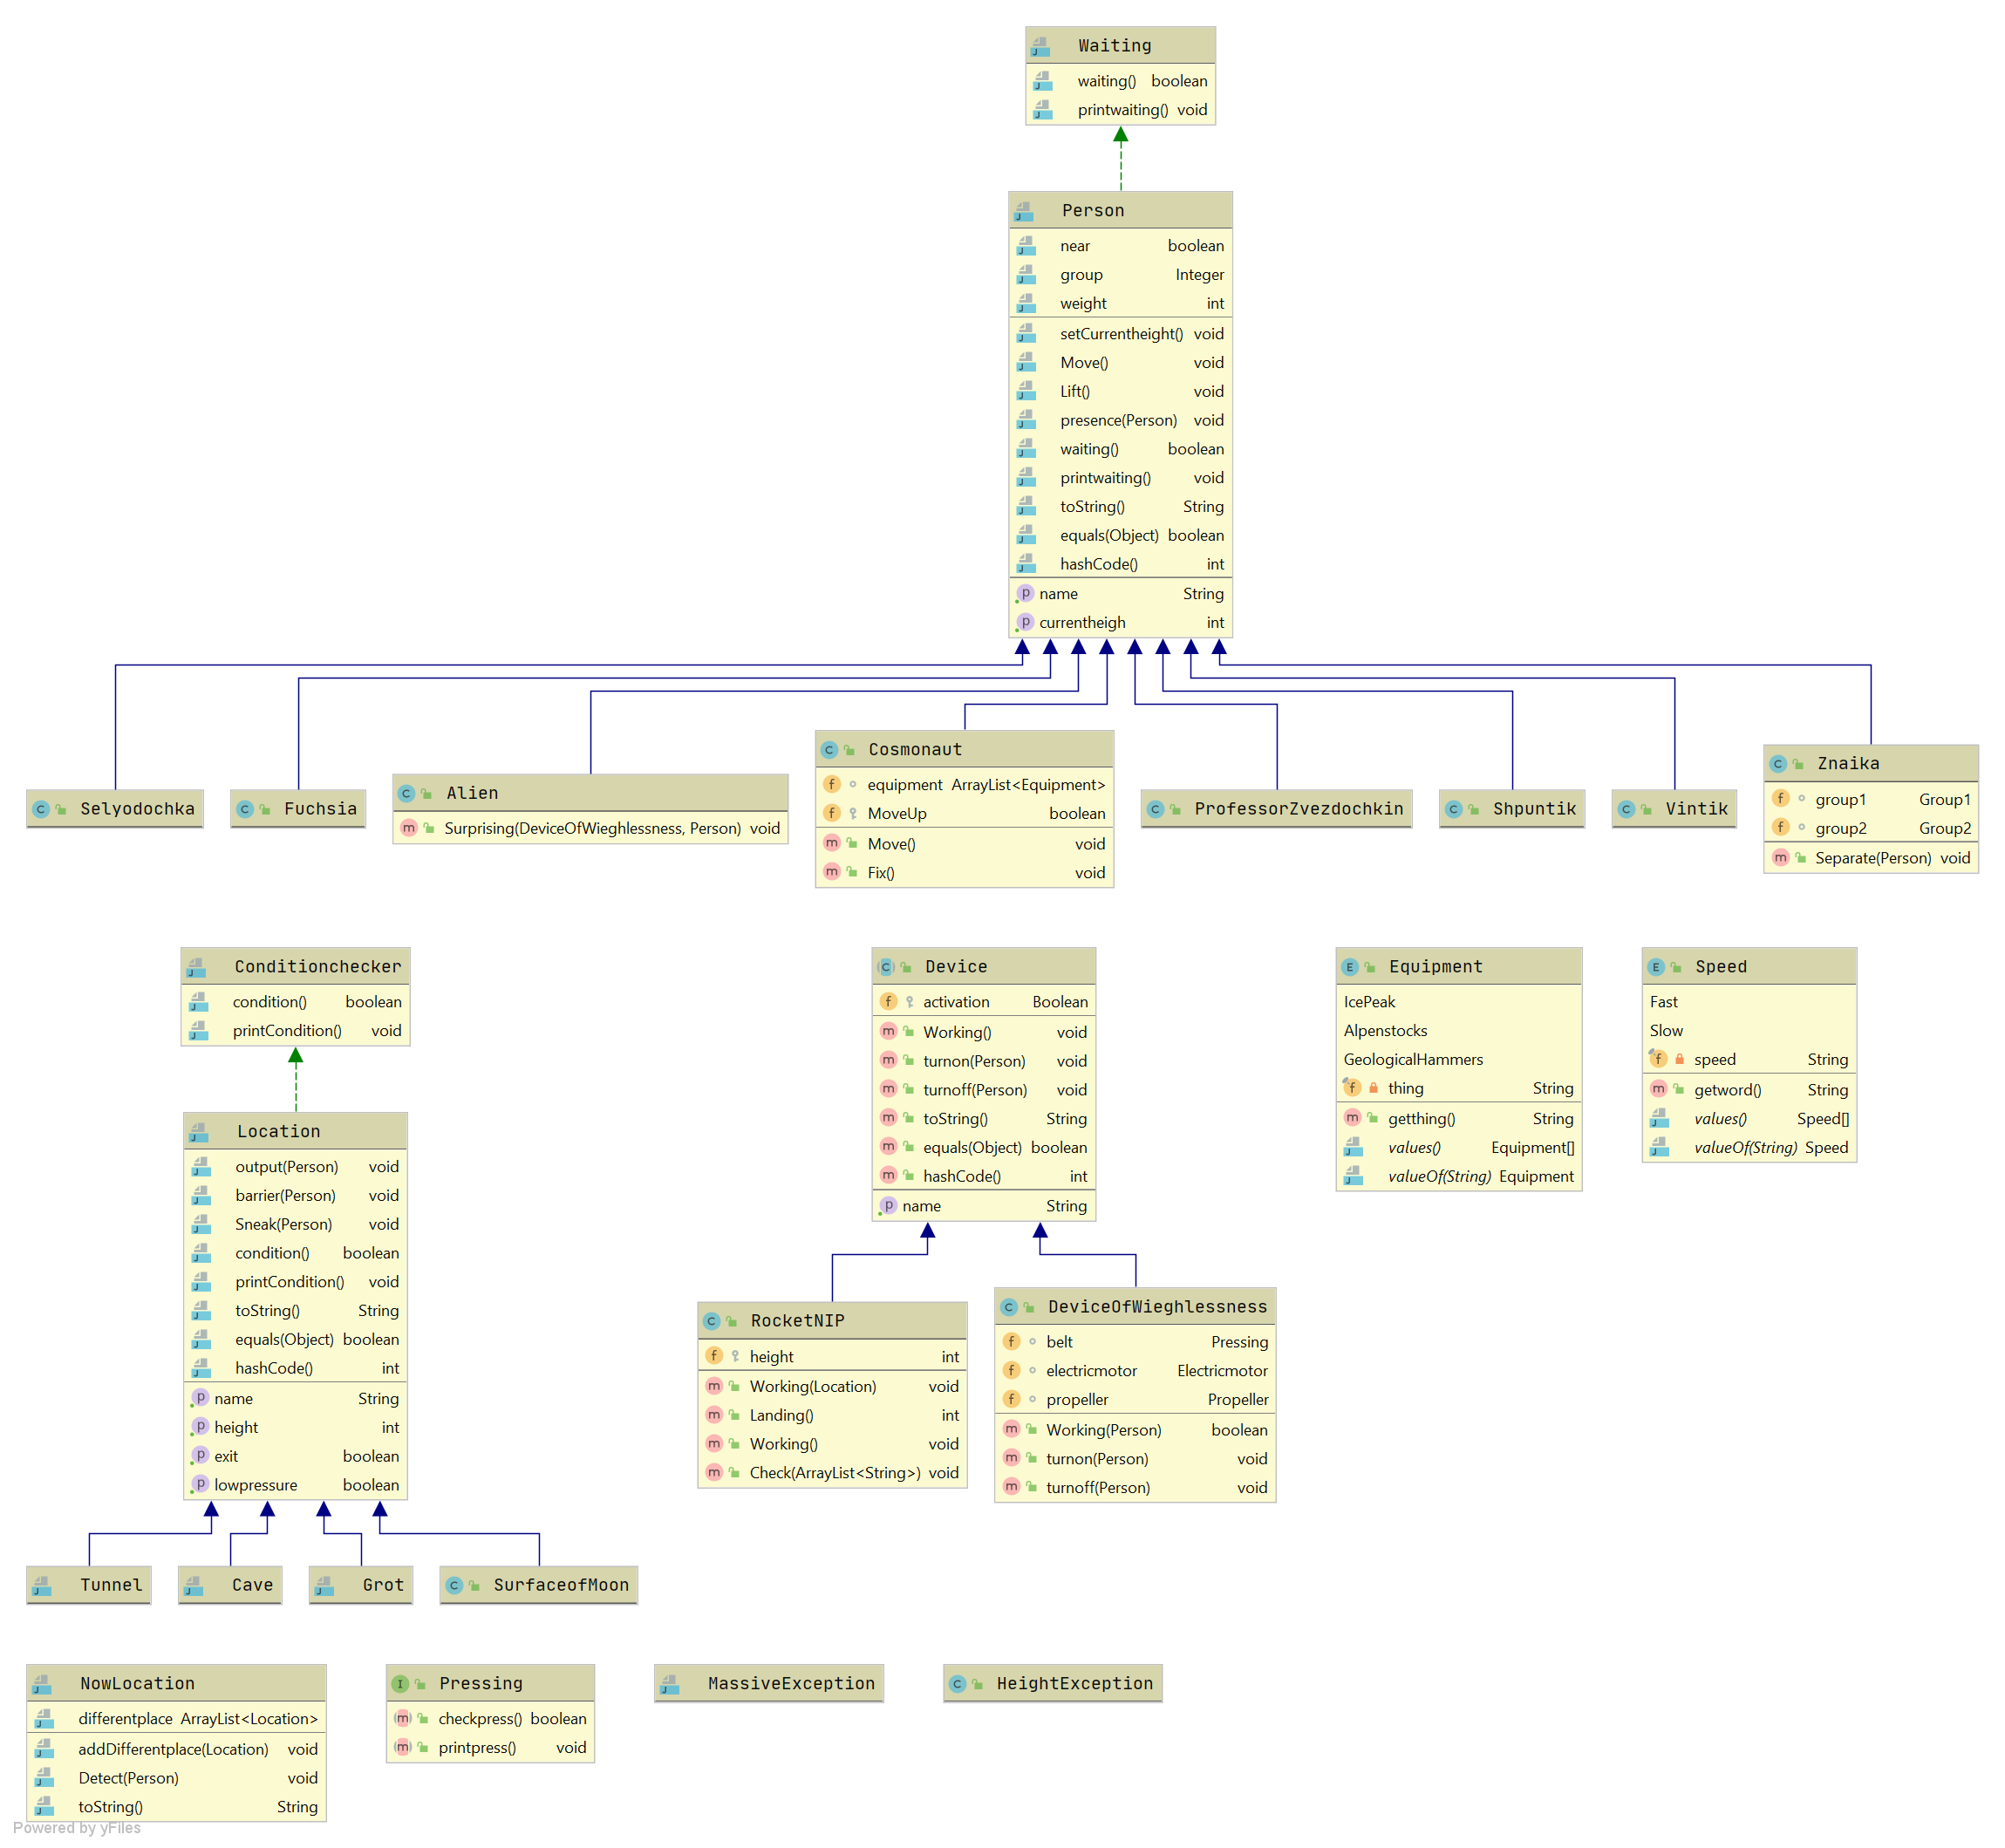 Waiting
waiting() boolean
printwaiting() void
Person
near boolean
group Integer
weight int
setCurrentheight() void
Move() void
Lift() void
presence(Person) void
waiting() boolean
printwaiting() void
toString() String
equals(Object) boolean
hashCode() int
name String
currentheigh int
Selyodochka
Fuchsia
Alien
Surprising(DeviceOfWieghlessness, Person) void
Cosmonaut
equipment ArrayList<Equipment>
MoveUp boolean
Move() void
Fix() void
ProfessorZvezdochkin
Shpuntik
Vintik
Znaika
group1 Group1
group2 Group2
Separate(Person) void
Conditionchecker
condition() boolean
printCondition() void
Location
output(Person) void
barrier(Person) void
Sneak(Person) void
condition() boolean
printCondition() void
toString() String
equals(Object) boolean
hashCode() int
name String
height int
exit boolean
lowpressure boolean
Tunnel
Cave
Grot
SurfaceofMoon
Device
activation Boolean
Working() void
turnon(Person) void
turnoff(Person) void
toString() String
equals(Object) boolean
hashCode() int
name String
RocketNIP
height int
Working(Location) void
Landing() int
Working() void
Check(ArrayList<String>) void
DeviceOfWieghlessness
belt Pressing
electricmotor Electricmotor
propeller Propeller
Working(Person) boolean
turnon(Person) void
turnoff(Person) void
Equipment
IcePeak
Alpenstocks
GeologicalHammers
thing String
getthing() String
values() Equipment[]
valueOf(String) Equipment
Speed
Fast
Slow
speed String
getword() String
values() Speed[]
valueOf(String) Speed
NowLocation
differentplace ArrayList<Location>
addDifferentplace(Location) void
Detect(Person) void
toString() String
Pressing
checkpress() boolean
printpress() void
MassiveException
HeightException
Powered by yFiles